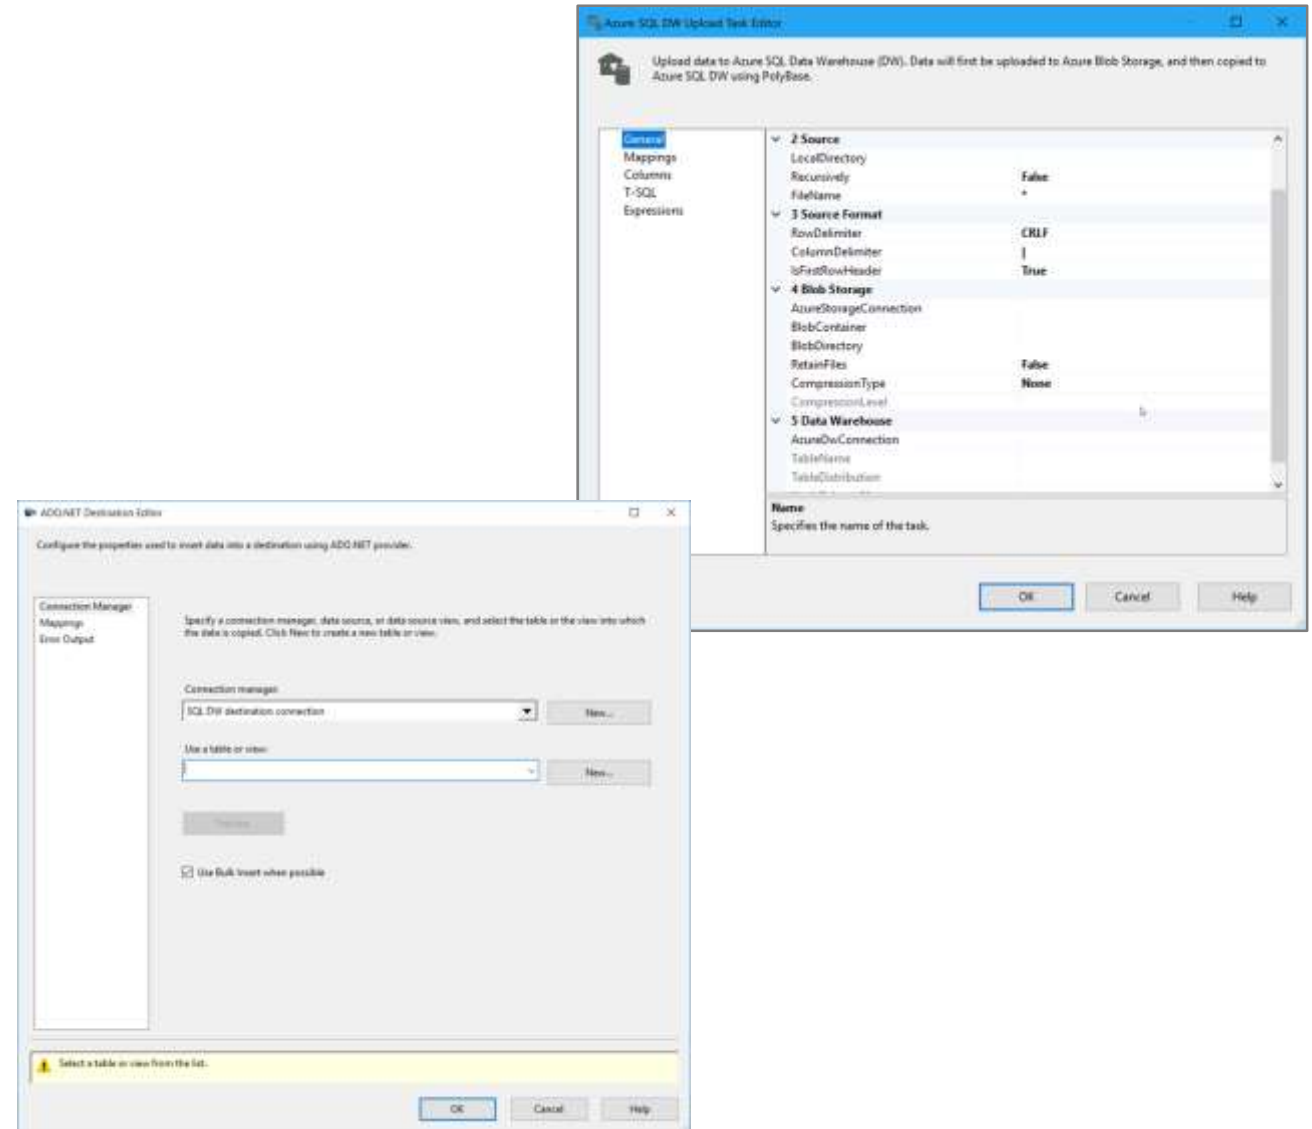 Azure SQL DW Upload Task Editor
Upload data to Azure SQL Data Warehouse (DW). Data will first be uploaded to Azure Blob Storage, and then copied to
Azure SQL DW using PolyBase.
General
Mappings
Columns
T-SQL
Expressions
2 Source
LocalDirectory
Recursively False
FileName *
3 Source Format
RowDelimiter CRLF
ColumnDelimiter |
IsFirstRowHeader True
4 Blob Storage
AzureStorageConnection
BlobContainer
BlobDirectory
RetainFiles False
CompressionType None
CompressionLevel
5 Data Warehouse
AzureDwConnection
TableName
TableDistribution
Name
Specifies the name of the task.
OK Cancel Help
ADO.NET Destination Editor
Configure the properties used to insert data into a destination using ADO.NET provider.
Connection Manager
Mappings
Error Output
Specify a connection manager, data source, or data source view, and select the table or the view into which
the data is copied. Click New to create a new table or view.
Connection manager:
SQL DW destination connection
New...
Use a table or view:
New...
Preview
Use Bulk Insert when possible
Select a table or view from the list.
OK Cancel Help